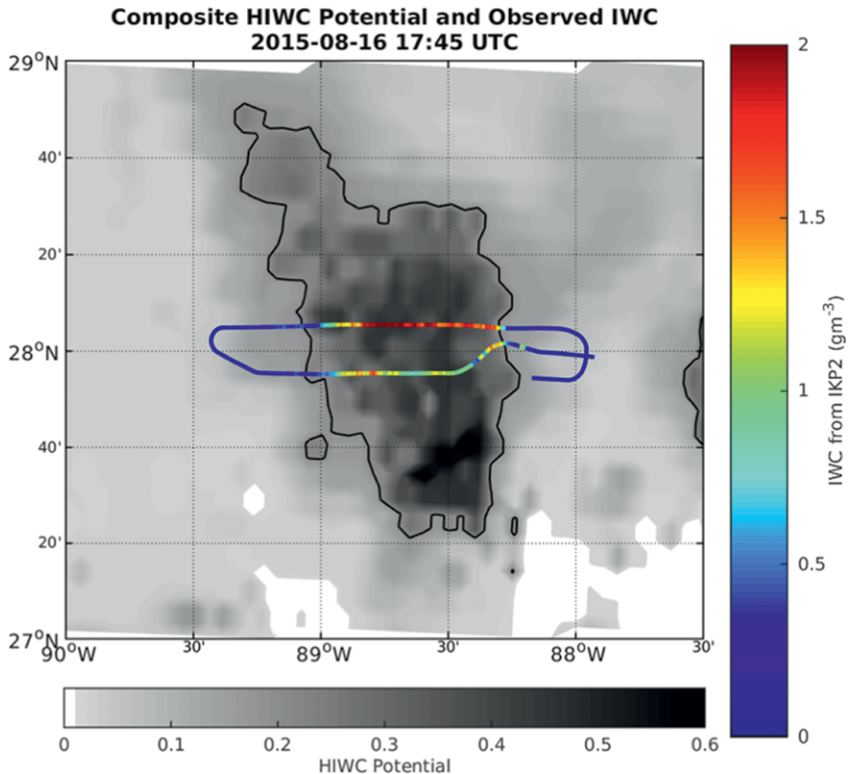 Composite HIWC Potential and Observed IWC
2015-08-16 17:45 UTC
29°N
40'
20'
28°N
40'
20'
27°N
90°W
30'
89°W
30'
88°W
30'
0
0.1
0.2
0.3
0.4
0.5
0.6
HIWC Potential
2
1.5
1
0.5
0
IWC from IKP2 (gm⁻³)